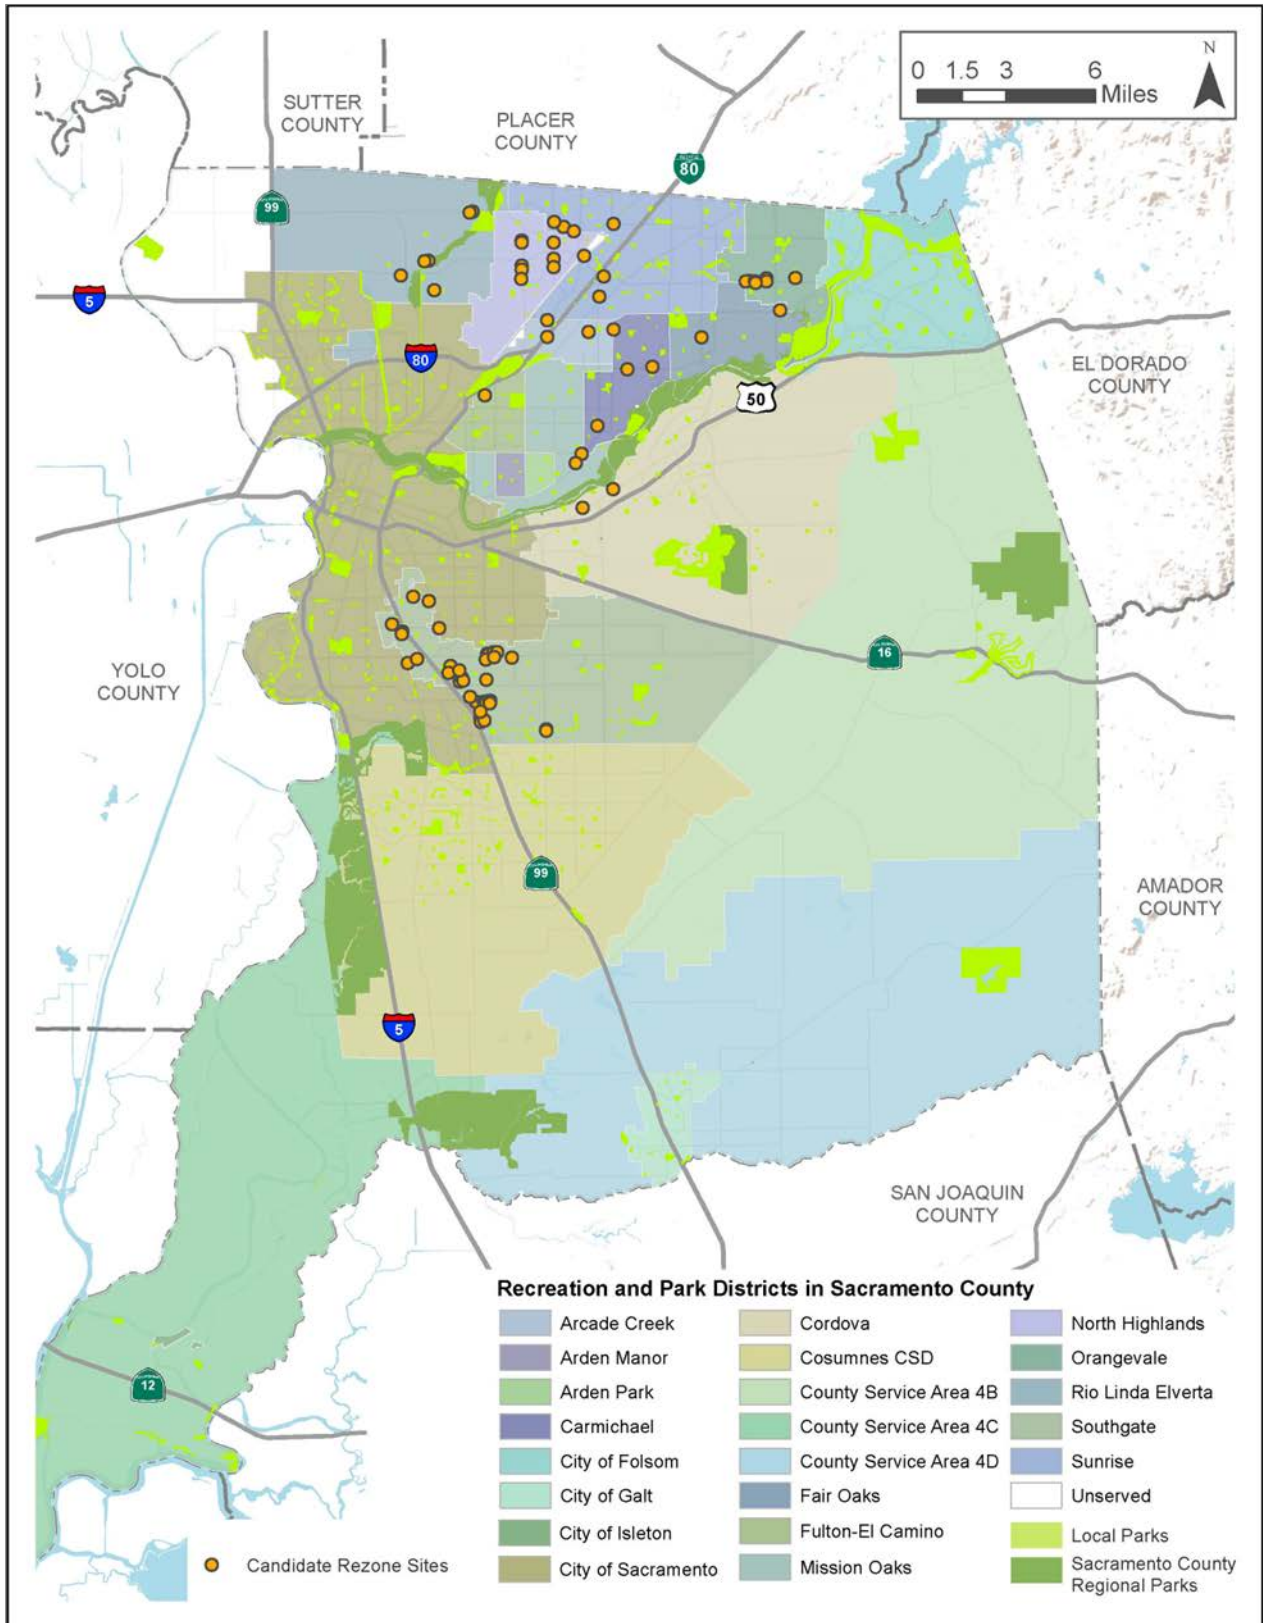 N
0 1.5 3 6
Miles
SUTTER
COUNTY
PLACER
COUNTY
80
99
5
80
EL DORADO
COUNTY
50
YOLO
COUNTY
16
99
AMADOR
COUNTY
5
SAN JOAQUIN
COUNTY
12
Recreation and Park Districts in Sacramento County
Arcade Creek
Arden Manor
Arden Park
Carmichael
City of Folsom
City of Galt
City of Isleton
City of Sacramento
Cordova
Cosumnes CSD
County Service Area 4B
County Service Area 4C
County Service Area 4D
Fair Oaks
Fulton-El Camino
Mission Oaks
North Highlands
Orangevale
Rio Linda Elverta
Southgate
Sunrise
Unserved
Local Parks
Sacramento County
Regional Parks
Candidate Rezone Sites